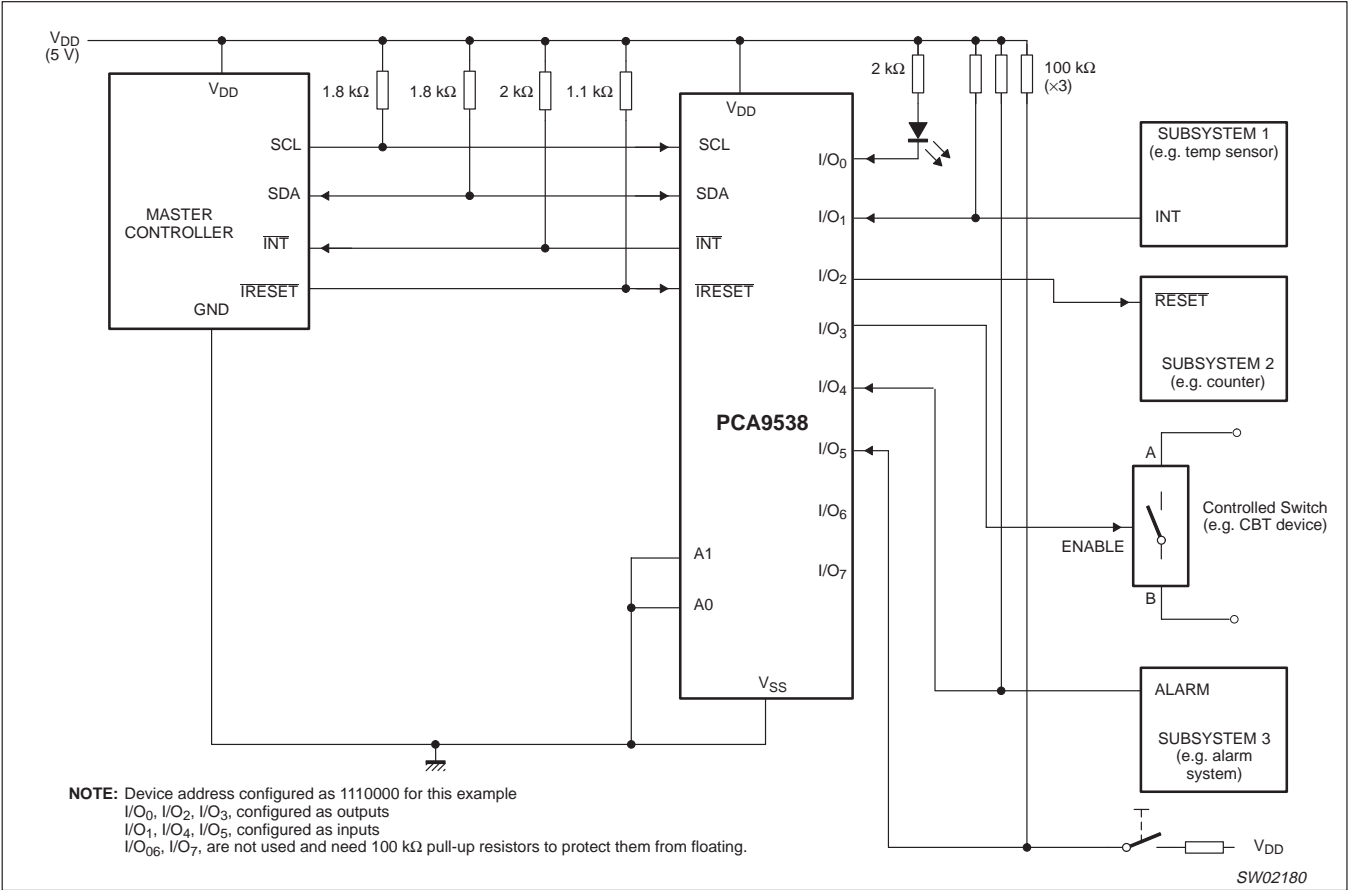 VDD
(5 V)
VDD
1.8 kΩ
1.8 kΩ
2 kΩ
1.1 kΩ
VDD
2 kΩ
100 kΩ
(×3)
SCL
SDA
INT
IRESET
MASTER
CONTROLLER
GND
SCL
SDA
INT
IRESET
PCA9538
A1
A0
VSS
I/O0
I/O1
I/O2
I/O3
I/O4
I/O5
I/O6
I/O7
SUBSYSTEM 1
(e.g. temp sensor)
INT
RESET
SUBSYSTEM 2
(e.g. counter)
A
Controlled Switch
(e.g. CBT device)
ENABLE
B
ALARM
SUBSYSTEM 3
(e.g. alarm
system)
VDD
NOTE: Device address configured as 1110000 for this example
I/O0, I/O2, I/O3, configured as outputs
I/O1, I/O4, I/O5, configured as inputs
I/O06, I/O7, are not used and need 100 kΩ pull-up resistors to protect them from floating.
SW02180